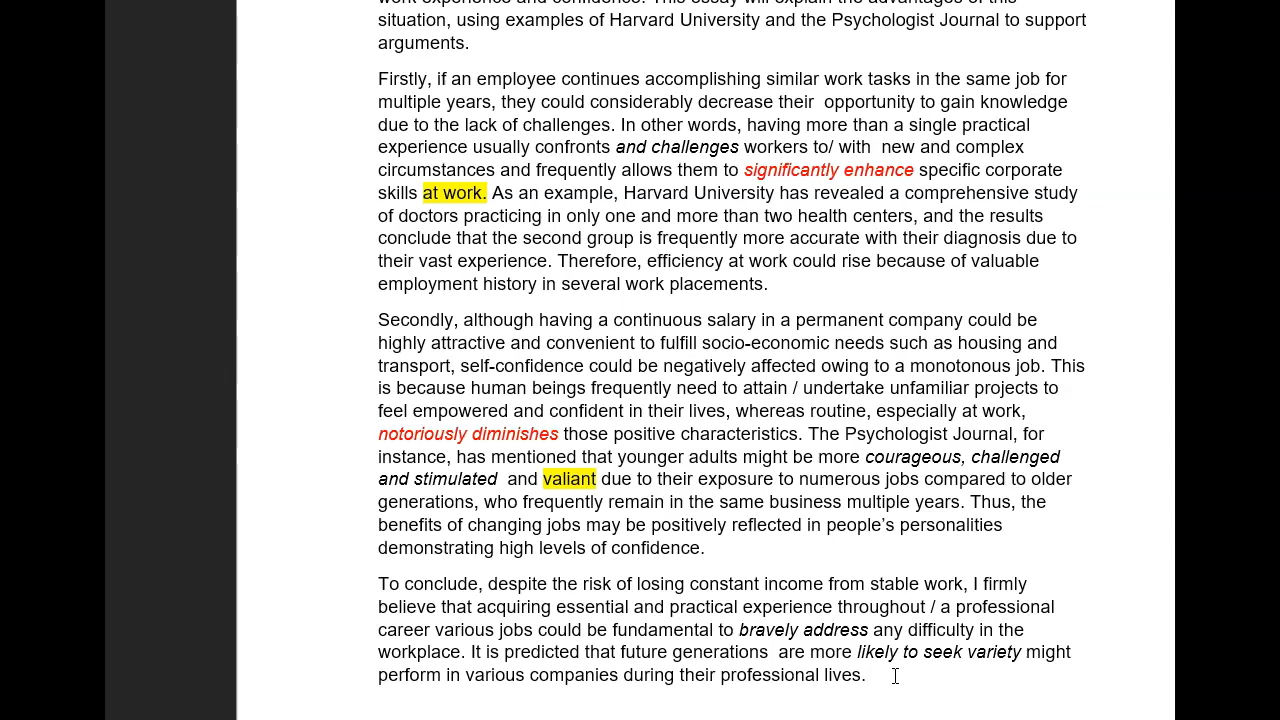 work experience and confidence. This essay will explain the advantages of this
situation, using examples of Harvard University and the Psychologist Journal to support
arguments.
Firstly, if an employee continues accomplishing similar work tasks in the same job for
multiple years, they could considerably decrease their  opportunity to gain knowledge
due to the lack of challenges. In other words, having more than a single practical
experience usually confronts and challenges workers to/ with  new and complex
circumstances and frequently allows them to significantly enhance specific corporate
skills at work. As an example, Harvard University has revealed a comprehensive study
of doctors practicing in only one and more than two health centers, and the results
conclude that the second group is frequently more accurate with their diagnosis due to
their vast experience. Therefore, efficiency at work could rise because of valuable
employment history in several work placements.
Secondly, although having a continuous salary in a permanent company could be
highly attractive and convenient to fulfill socio-economic needs such as housing and
transport, self-confidence could be negatively affected owing to a monotonous job. This
is because human beings frequently need to attain / undertake unfamiliar projects to
feel empowered and confident in their lives, whereas routine, especially at work,
notoriously diminishes those positive characteristics. The Psychologist Journal, for
instance, has mentioned that younger adults might be more courageous, challenged
and stimulated  and valiant due to their exposure to numerous jobs compared to older
generations, who frequently remain in the same business multiple years. Thus, the
benefits of changing jobs may be positively reflected in people's personalities
demonstrating high levels of confidence.
To conclude, despite the risk of losing constant income from stable work, I firmly
believe that acquiring essential and practical experience throughout / a professional
career various jobs could be fundamental to bravely address any difficulty in the
workplace. It is predicted that future generations  are more likely to seek variety might
perform in various companies during their professional lives.